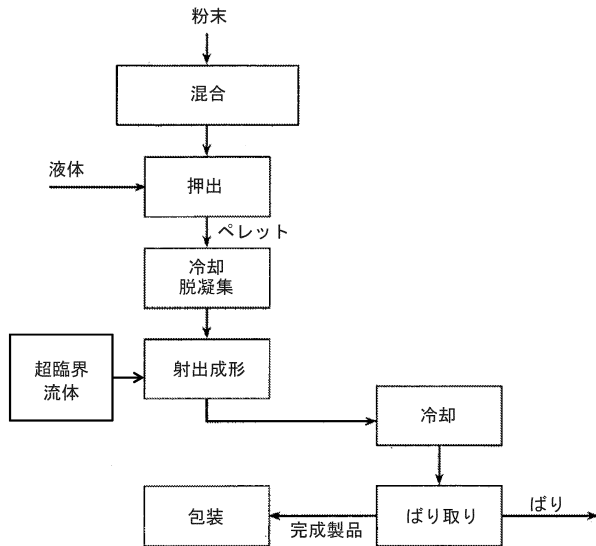 粉末
混合
液体
押出
ペレット
冷却
脱凝集
超臨界
流体
射出成形
冷却
包装
完成製品
ばり取り
ばり